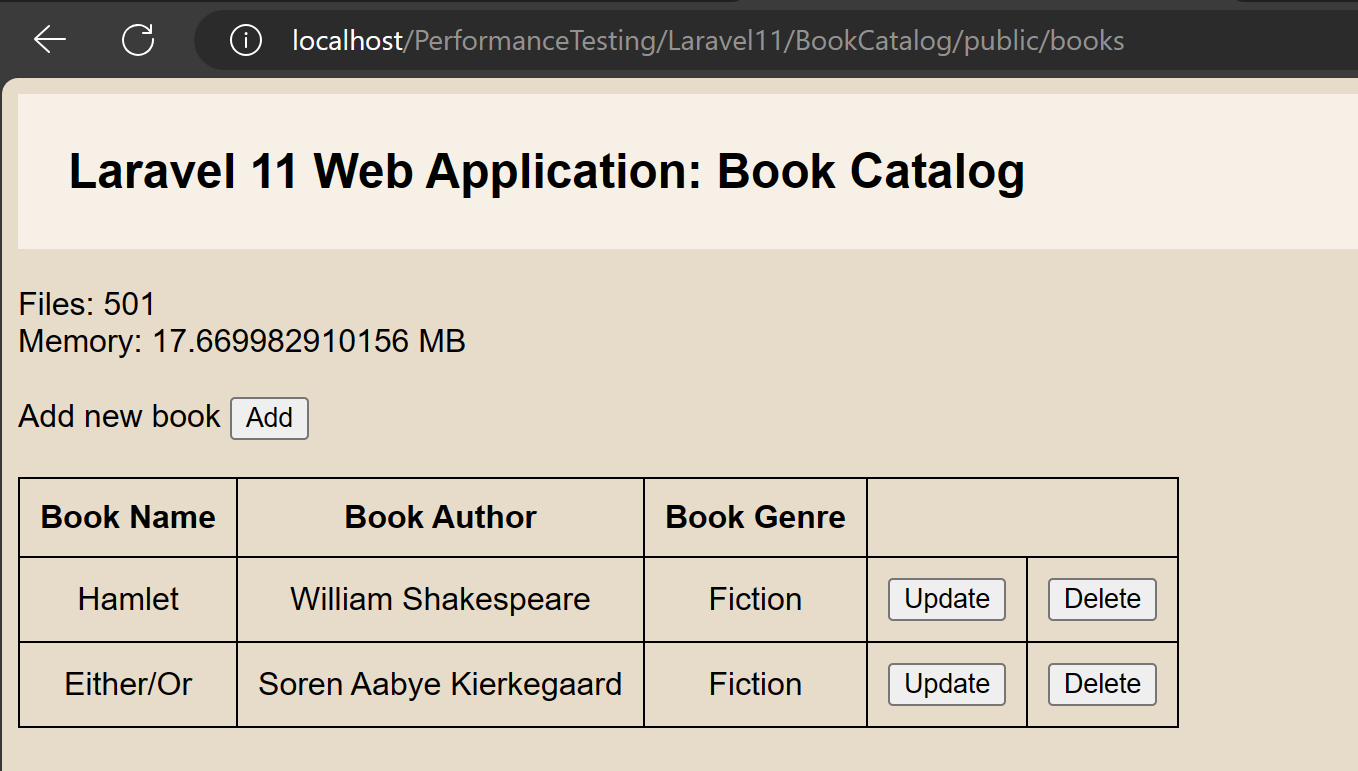 localhost/PerformanceTesting/Laravel11/BookCatalog/public/books
Laravel 11 Web Application: Book Catalog
Files: 501
Memory: 17.669982910156 MB
Add new book Add
Book Name Book Author Book Genre
Hamlet William Shakespeare Fiction Update Delete
Either/Or Soren Aabye Kierkegaard Fiction Update Delete